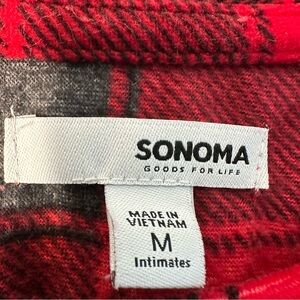 SONOMA
GOODS FOR LIFE
MADE IN
VIETNAM
M
Intimates